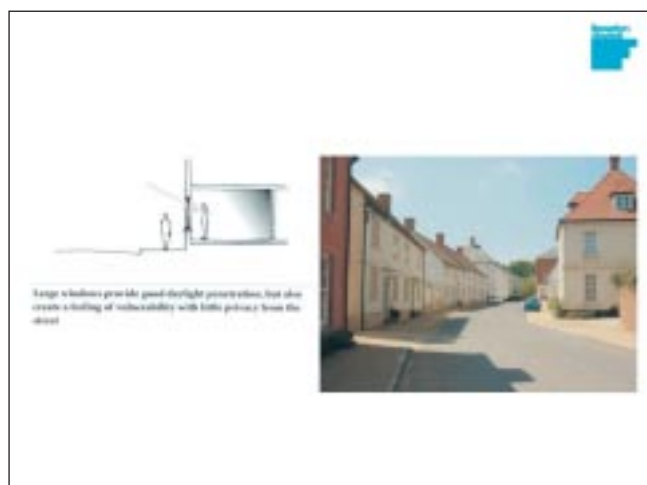 Large windows provide good daylight penetration, but also
create a feeling of vulnerability with little privacy from the
street